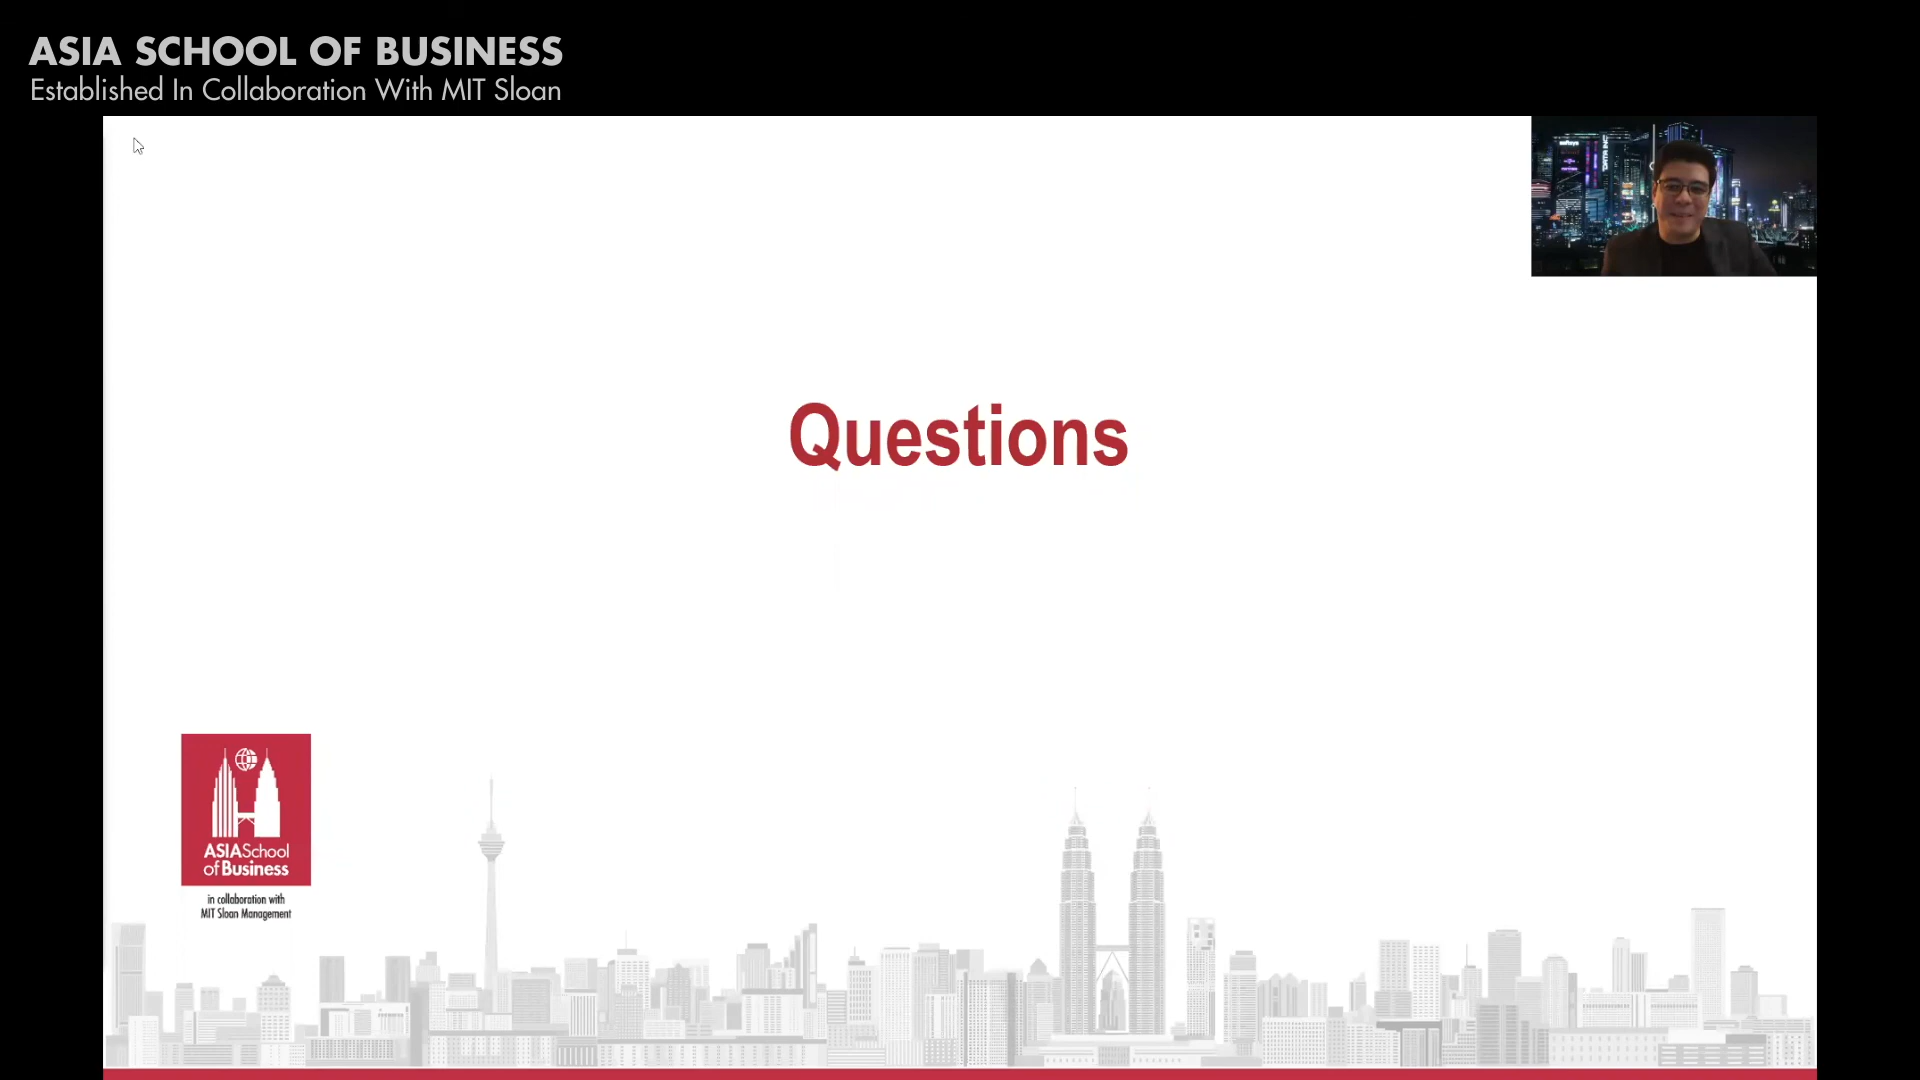 ASIA SCHOOL OF BUSINESS
Established In Collaboration With MIT Sloan
Questions
ASIASchool
of Business
in collaboration with
MIT Sloan Management